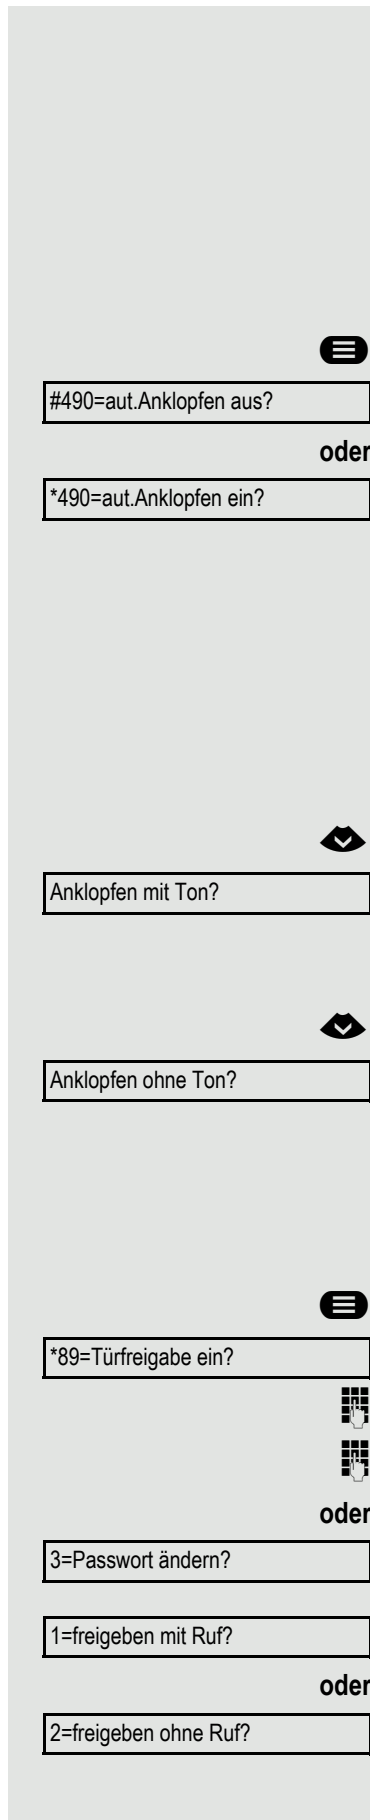 #490=aut.Anklopfen aus?
oder
*490=aut.Anklopfen ein?
Anklopfen mit Ton?
Anklopfen ohne Ton?
*89=Türfreigabe ein?
oder
3=Passwort ändern?
1=freigeben mit Ruf?
oder
2=freigeben ohne Ruf?